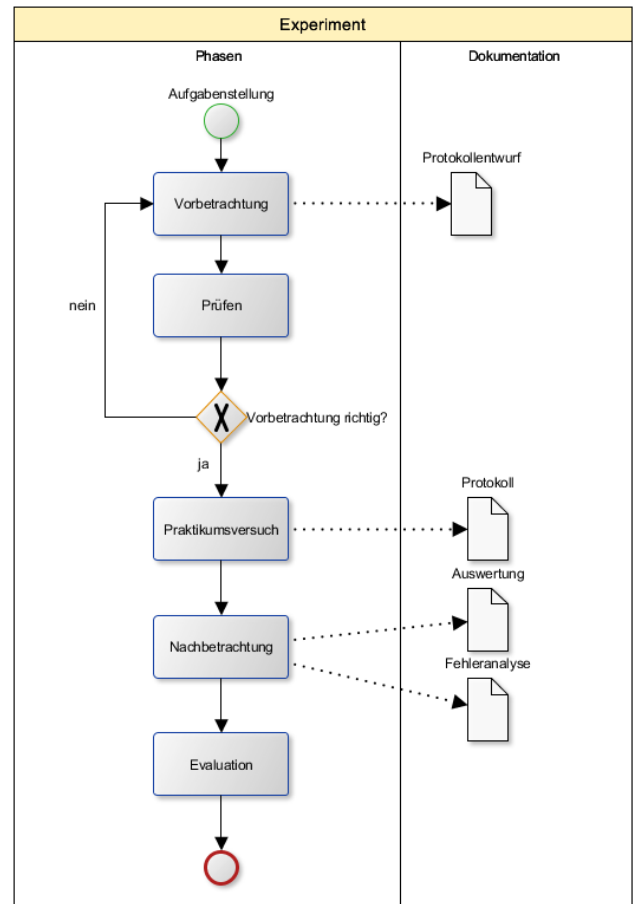 Experiment
Phasen
Dokumentation
Aufgabenstellung
Protokollentwurf
Vorbetrachtung
nein
Prüfen
Vorbetrachtung richtig?
ja
Protokoll
Praktikumsversuch
Auswertung
Nachbetrachtung
Fehleranalyse
Evaluation